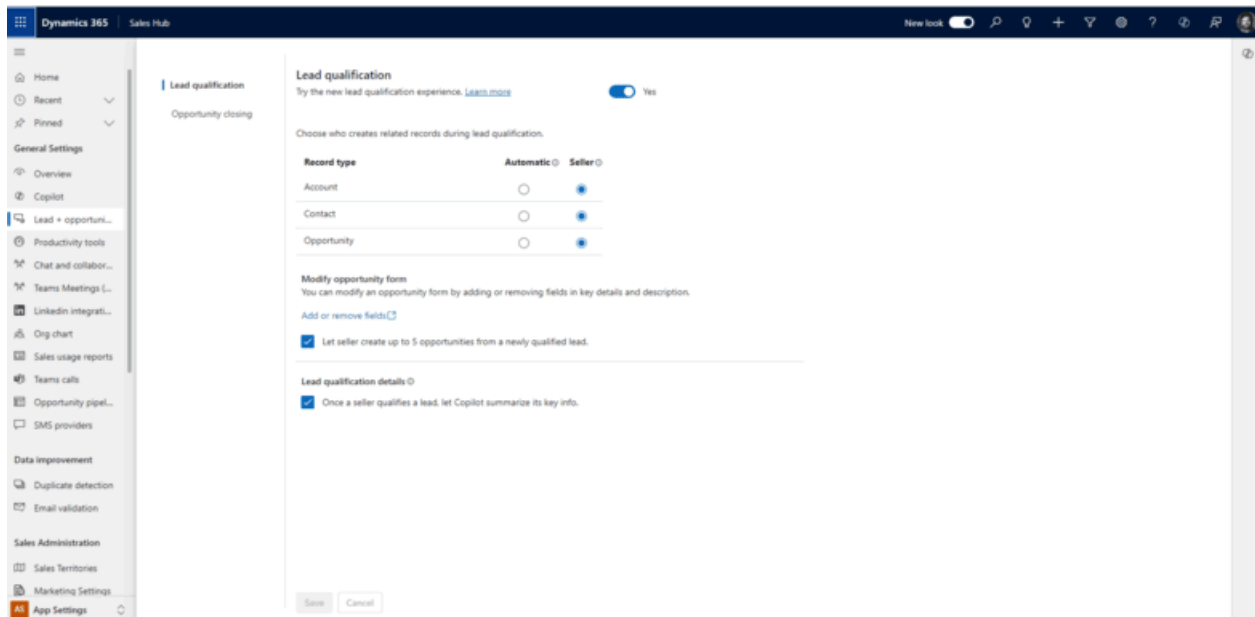 Dynamics 365 Sales Hub New look
Home
Recent
Pinned
General Settings
Overview
Copilot
Lead + opportuni...
Productivity tools
Chat and collabor...
Teams Meetings (...
Linkedin integrati...
Org chart
Sales usage reports
Teams calls
Opportunity pipel...
SMS providers
Data improvement
Duplicate detection
Email validation
Sales Administration
Sales Territories
Marketing Settings
AS App Settings
Lead qualification
Opportunity closing
Lead qualification
Try the new lead qualification experience. Learn more Yes
Choose who creates related records during lead qualification.
Record type Automatic Seller
Account
Contact
Opportunity
Modify opportunity form
You can modify an opportunity form by adding or removing fields in key details and description.
Add or remove fields
Let seller create up to 5 opportunities from a newly qualified lead.
Lead qualification details
Once a seller qualifies a lead, let Copilot summarize its key info.
Save Cancel